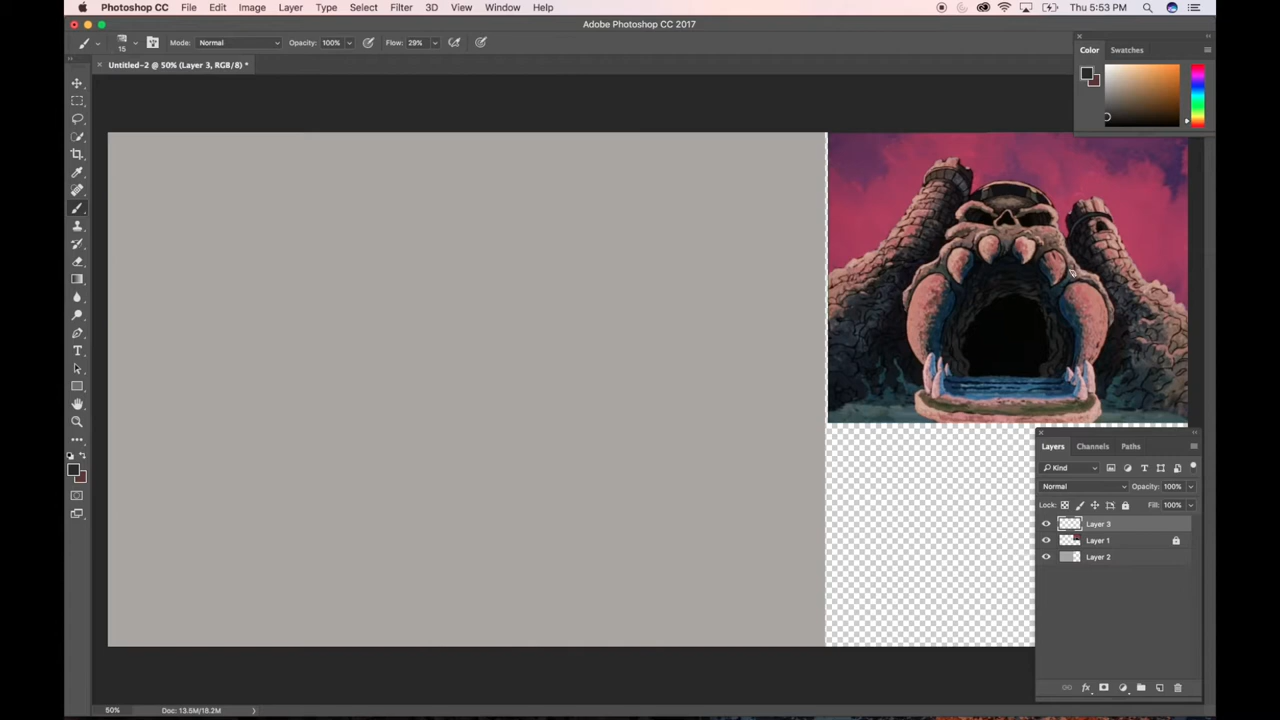 Photoshop CC File Edit Image Layer Type Select Filter 3D View Window Help Thu 5:53 PM
Adobe Photoshop CC 2017
15 Mode: Normal Opacity: 100% Flow: 29%
Color Swatches
Untitled-2 @ 50% (Layer 3, RGB/8) *
Layers Channels Paths
Kind
Normal Opacity: 100%
Lock: Fill: 100%
Layer 3
Layer 1
Layer 2
50% Doc: 13.5M/18.2M